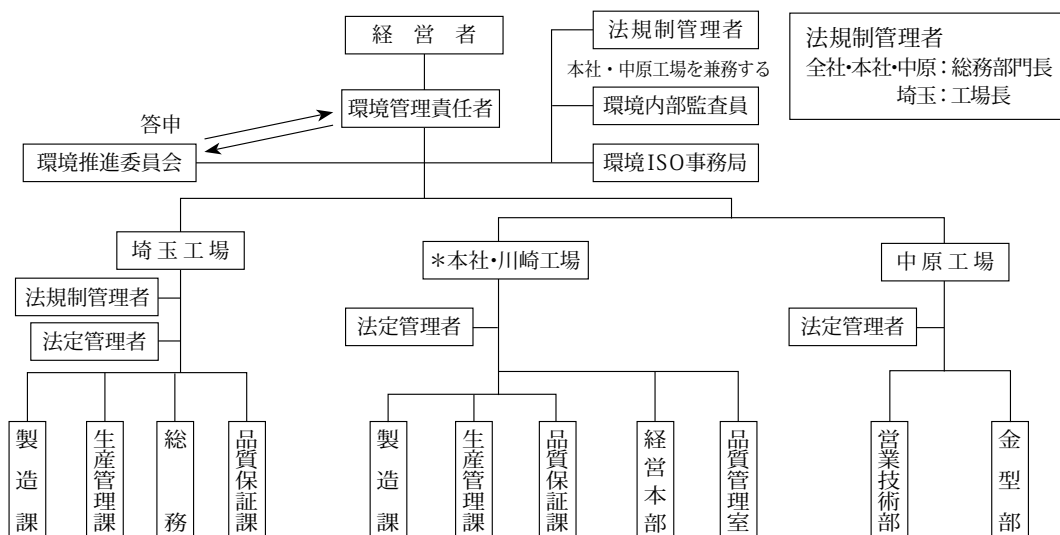 経営者
法規制管理者
本社・中原工場を兼務する
環境管理責任者
環境内部監査員
答申
環境推進委員会
環境ISO事務局
法規制管理者
全社・本社・中原：総務部門長
埼玉：工場長
埼玉工場
＊本社・川崎工場
中原工場
法規制管理者
法定管理者
法定管理者
法定管理者
製造課
生産管理課
総務
品質保証課
製造課
生産管理課
品質保証課
経営本部
品質管理室
営業技術部
金型部